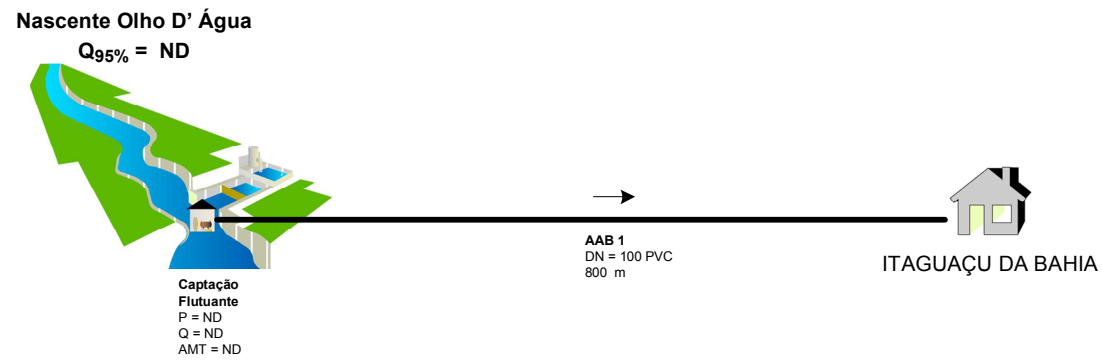 Nascente Olho D' Água
Q95% = ND
Captação
Flutuante
P = ND
Q = ND
AMT = ND
AAB 1
DN = 100 PVC
800 m
ITAGUAÇU DA BAHIA